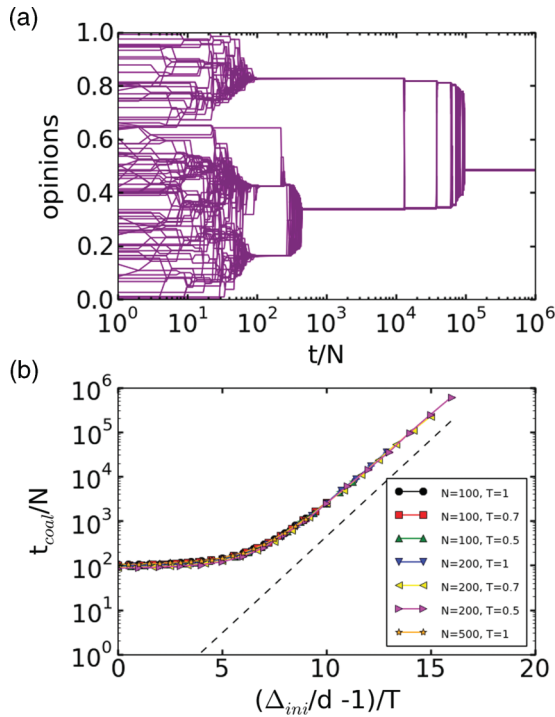 (a)
1.0
0.8
0.6
0.4
0.2
0.0
opinions
10^0 10^1 10^2 10^3 10^4 10^5 10^6
t/N
(b)
10^6
10^5
10^4
10^3
10^2
10^1
10^0
t_coal/N
N=100, T=1
N=100, T=0.7
N=100, T=0.5
N=200, T=1
N=200, T=0.7
N=200, T=0.5
N=500, T=1
0 5 10 15 20
(Δ_ini/d -1)/T